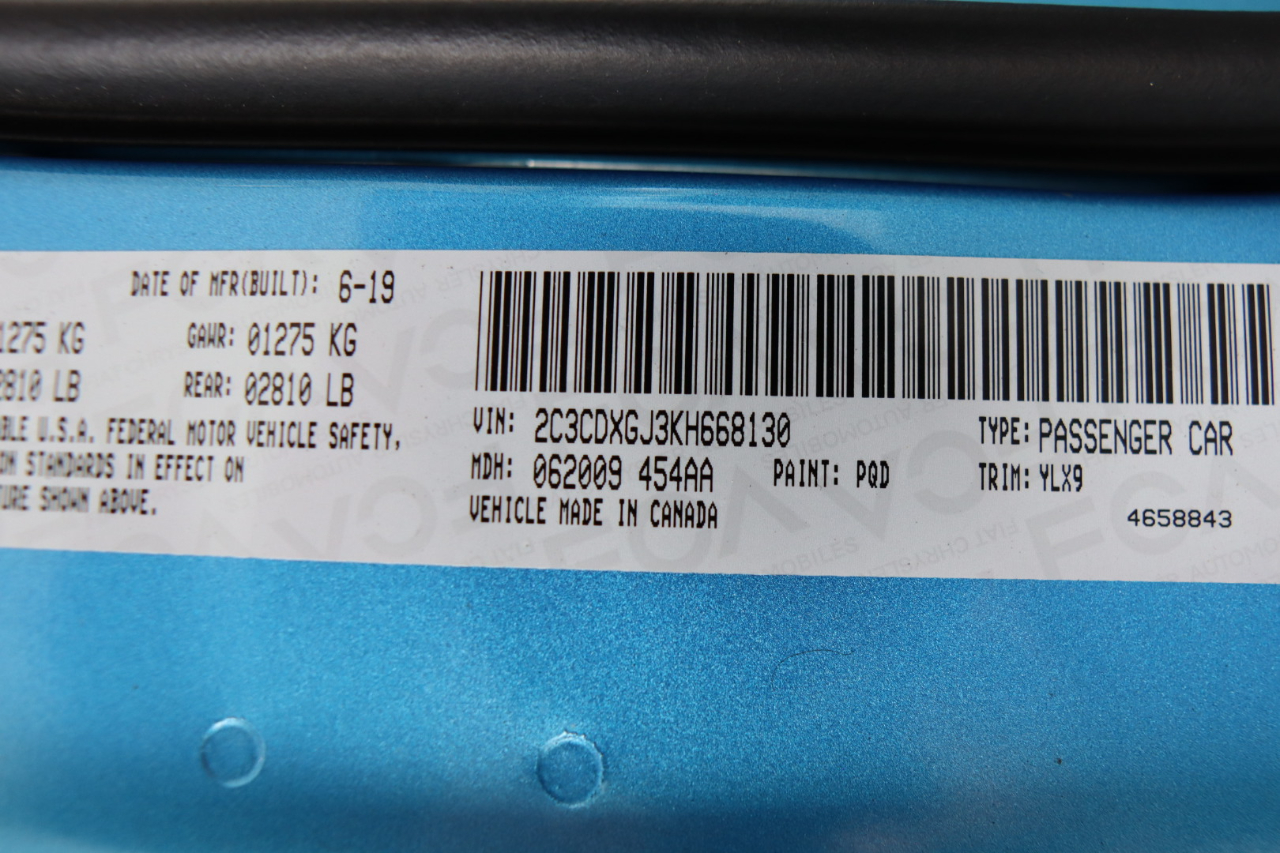 DATE OF MFR(BUILT): 6-19
1275 KG GAWR: 01275 KG
2810 LB REAR: 02810 LB
BLE U.S.A. FEDERAL MOTOR VEHICLE SAFETY,
STANDARDS IN EFFECT ON
TURE SHOWN ABOVE.
VIN: 2C3CDXGJ3KH668130 TYPE: PASSENGER CAR
MDH: 062009 454AA PAINT: PQD TRIM: YLX9
VEHICLE MADE IN CANADA 4658843